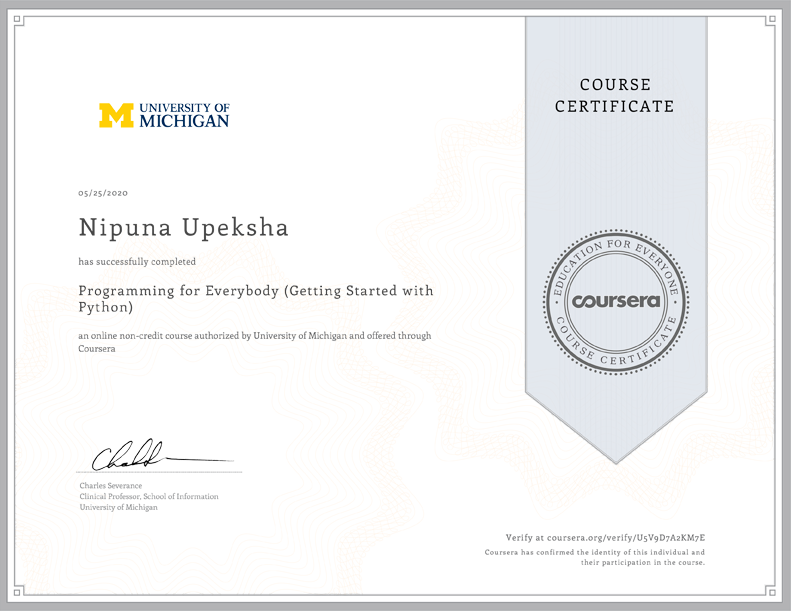 COURSE
CERTIFICATE
M UNIVERSITY OF
MICHIGAN
05/25/2020
Nipuna Upeksha
has successfully completed
Programming for Everybody (Getting Started with
Python)
an online non-credit course authorized by University of Michigan and offered through
Coursera
EDUCATION FOR EVERYONE
coursera
COURSE CERTIFICATE
Charles Severance
Clinical Professor, School of Information
University of Michigan
Verify at coursera.org/verify/U5V9D7A2KM7E
Coursera has confirmed the identity of this individual and
their participation in the course.